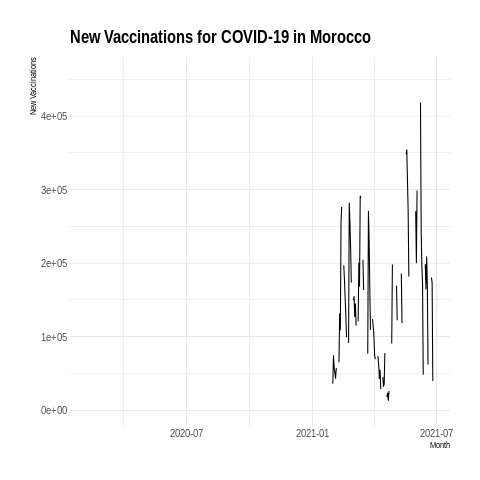 New Vaccinations for COVID-19 in Morocco
New Vaccinations
4e+05
3e+05
2e+05
1e+05
0e+00
2020-07
2021-01
2021-07
Month